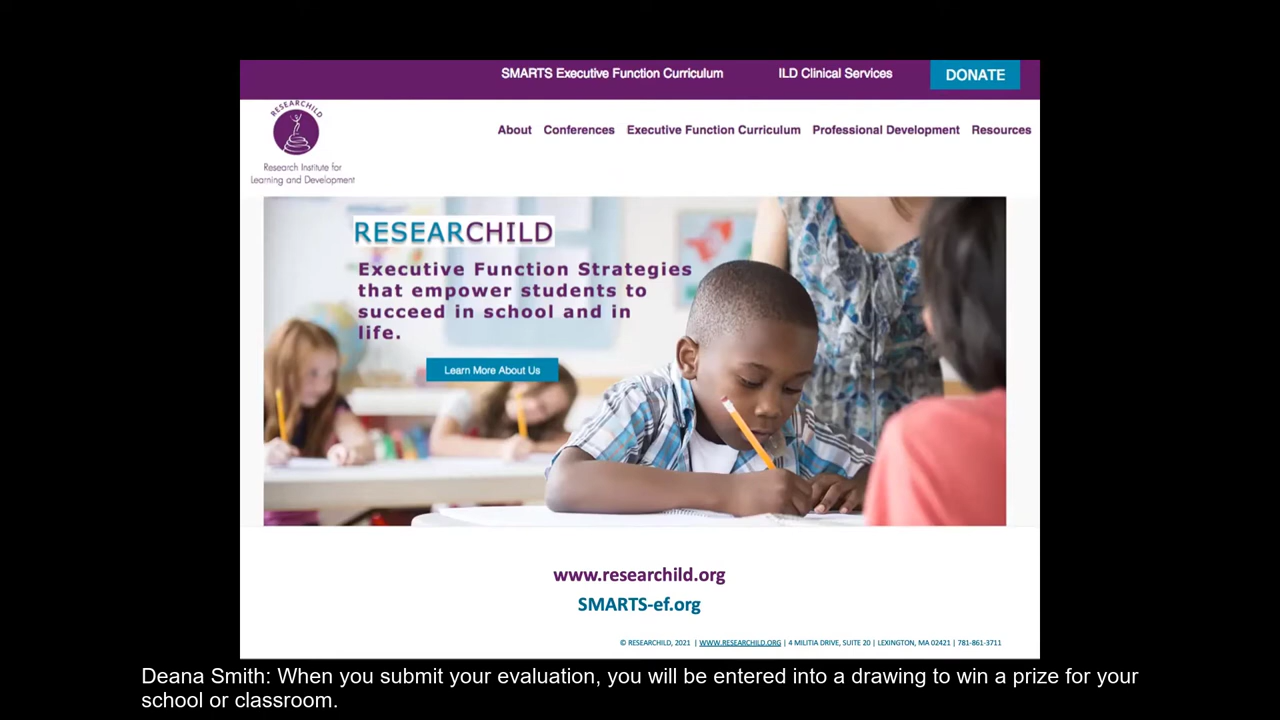 SMARTS Executive Function Curriculum ILD Clinical Services DONATE
RESEARCHILD
Research Institute for
Learning and Development
About Conferences Executive Function Curriculum Professional Development Resources
RESEARCHILD
Executive Function Strategies
that empower students to
succeed in school and in
life.
Learn More About Us
www.researchild.org
SMARTS-ef.org
© RESEARCHILD, 2021 | WWW.RESEARCHILD.ORG | 4 MILITIA DRIVE, SUITE 20 | LEXINGTON, MA 02421 | 781-861-3711
Deana Smith: When you submit your evaluation, you will be entered into a drawing to win a prize for your
school or classroom.